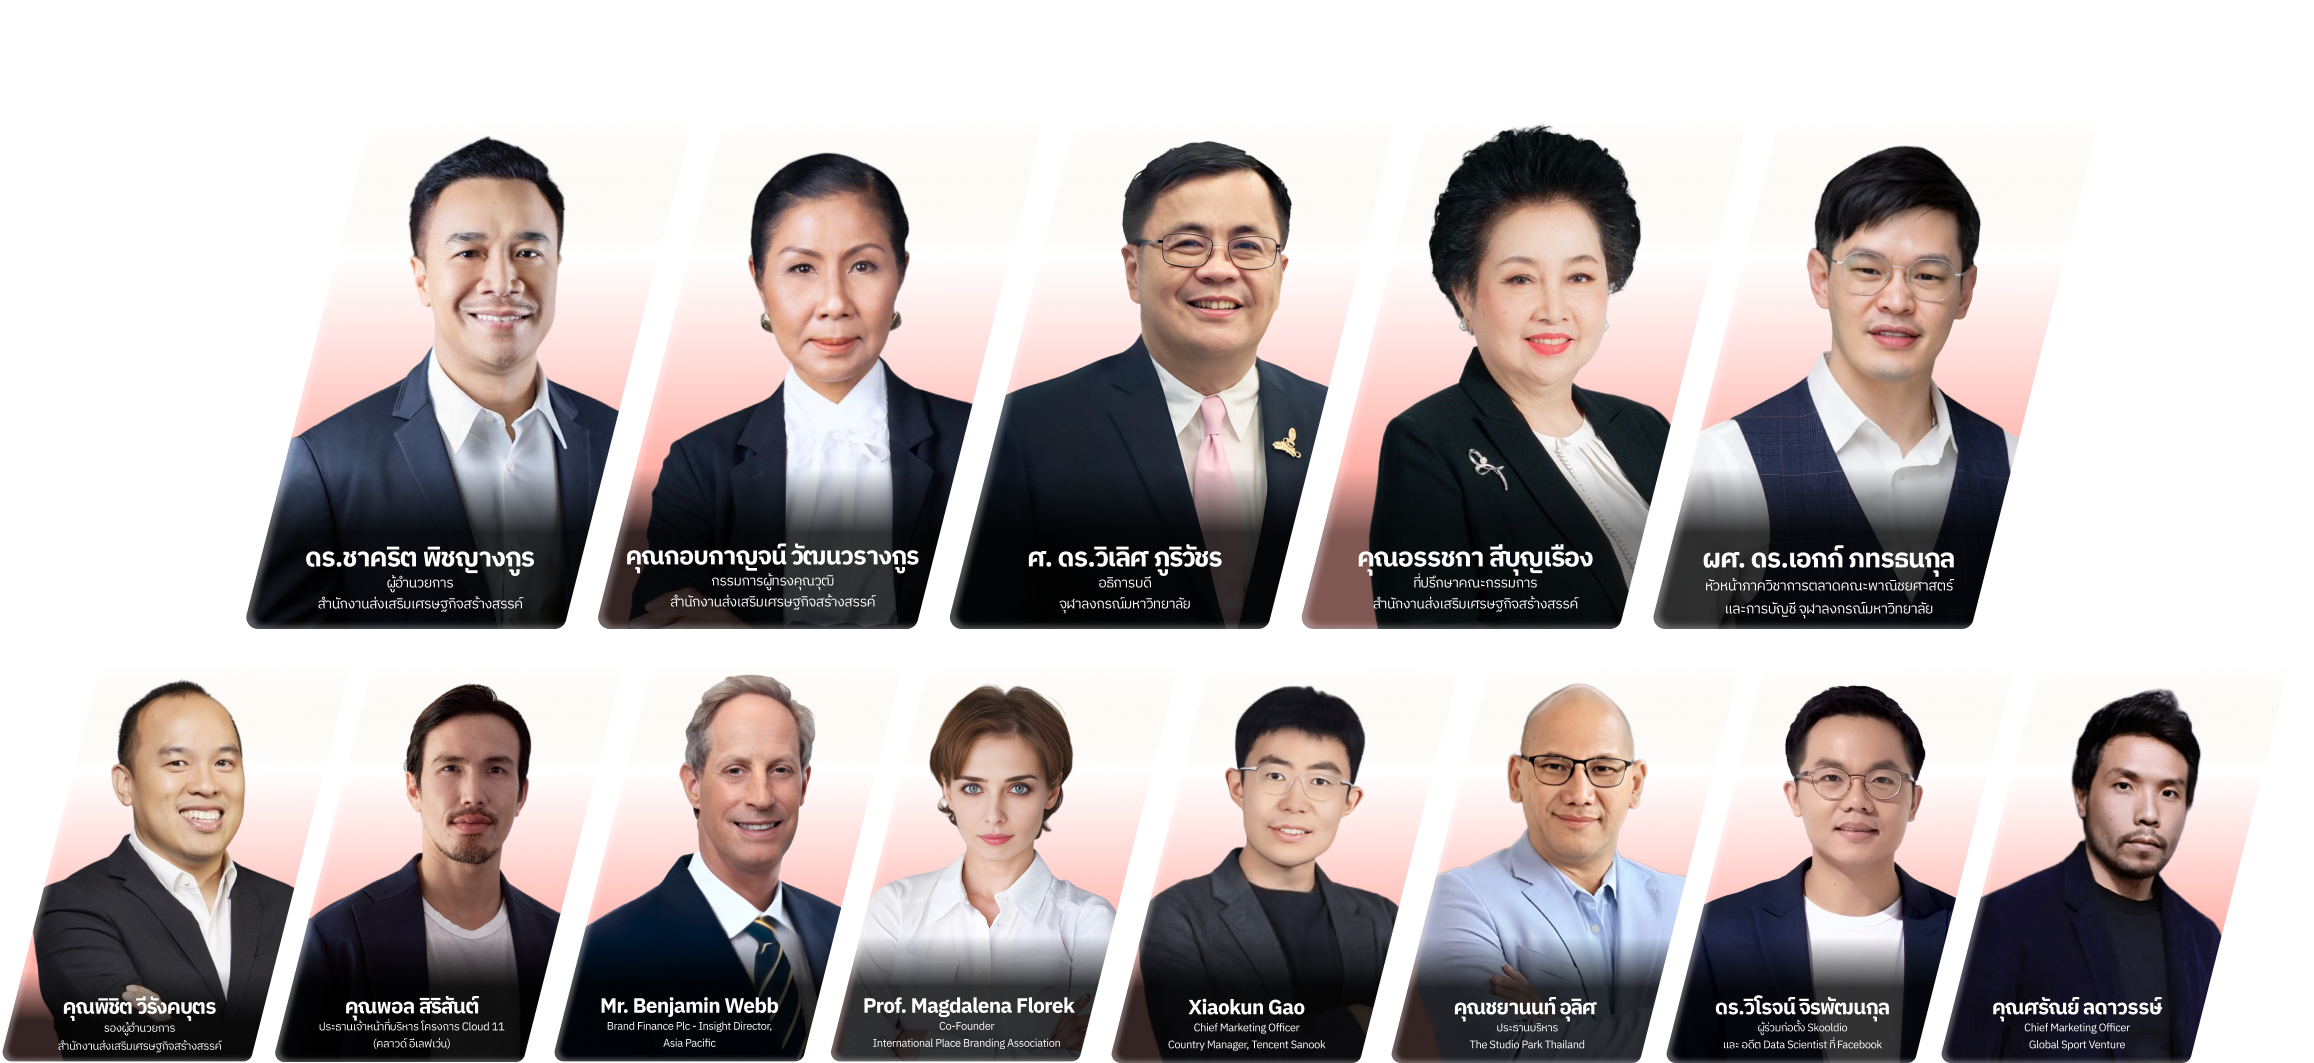 ดร.ชาคริต พิชญางกูร
ผู้อำนวยการ
สำนักงานส่งเสริมเศรษฐกิจสร้างสรรค์
คุณกอบกาญจน์ วัฒนวรางกูร
กรรมการผู้ทรงคุณวุฒิ
สำนักงานส่งเสริมเศรษฐกิจสร้างสรรค์
ศ. ดร.วิเลิศ ภูริวัชร
อธิการบดี
จุฬาลงกรณ์มหาวิทยาลัย
คุณอรรชกา สีบุญเรือง
ที่ปรึกษาคณะกรรมการ
สำนักงานส่งเสริมเศรษฐกิจสร้างสรรค์
ผศ. ดร.เอกก์ ภทรธนกุล
หัวหน้าภาควิชาการตลาดคณะพาณิชยศาสตร์
และการบัญชี จุฬาลงกรณ์มหาวิทยาลัย
คุณพิชิต วีรังคบุตร
รองผู้อำนวยการ
สำนักงานส่งเสริมเศรษฐกิจสร้างสรรค์
คุณพอล สิริสันต์
ประธานเจ้าหน้าที่บริหาร โครงการ Cloud 11
(คลาวด์ อีเลฟเว่น)
Mr. Benjamin Webb
Brand Finance Plc - Insight Director,
Asia Pacific
Prof. Magdalena Florek
Co-Founder
International Place Branding Association
Xiaokun Gao
Chief Marketing Officer
Country Manager, Tencent Sanook
คุณชยานนท์ อุลิศ
ประธานบริหาร
The Studio Park Thailand
ดร.วิโรจน์ จิรพัฒนกุล
ผู้ร่วมก่อตั้ง Skooldio
และ อดีต Data Scientist ที่ Facebook
คุณศรัณย์ ลดาวรรษ์
Chief Marketing Officer
Global Sport Venture